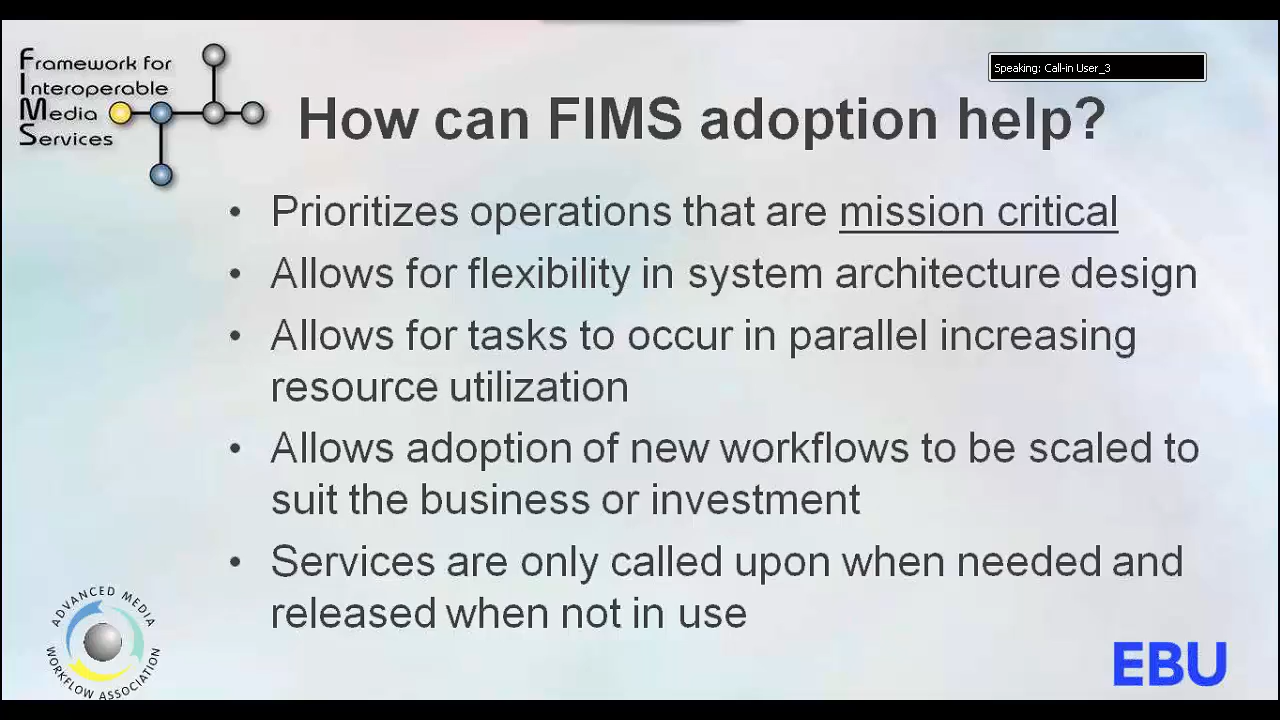 Framework for
Interoperable
Media
Services
Speaking: Call-in User_3
How can FIMS adoption help?
• Prioritizes operations that are mission critical
• Allows for flexibility in system architecture design
• Allows for tasks to occur in parallel increasing
resource utilization
• Allows adoption of new workflows to be scaled to
suit the business or investment
• Services are only called upon when needed and
released when not in use
ADVANCED MEDIA
WORKFLOW ASSOCIATION
EBU